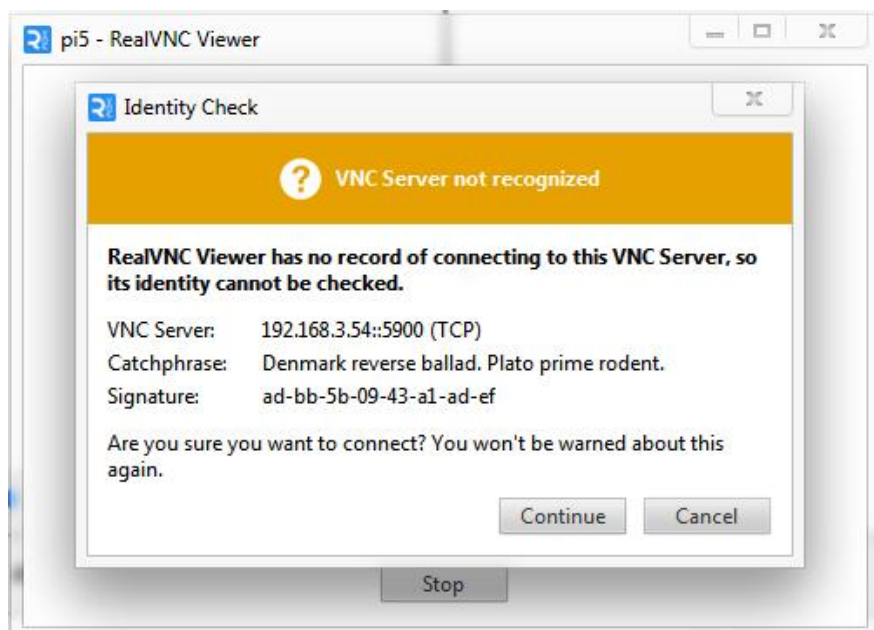 pi5 - RealVNC Viewer
Identity Check
VNC Server not recognized
RealVNC Viewer has no record of connecting to this VNC Server, so
its identity cannot be checked.
VNC Server: 192.168.3.54::5900 (TCP)
Catchphrase: Denmark reverse ballad. Plato prime rodent.
Signature: ad-bb-5b-09-43-a1-ad-ef
Are you sure you want to connect? You won't be warned about this
again.
Continue Cancel
Stop